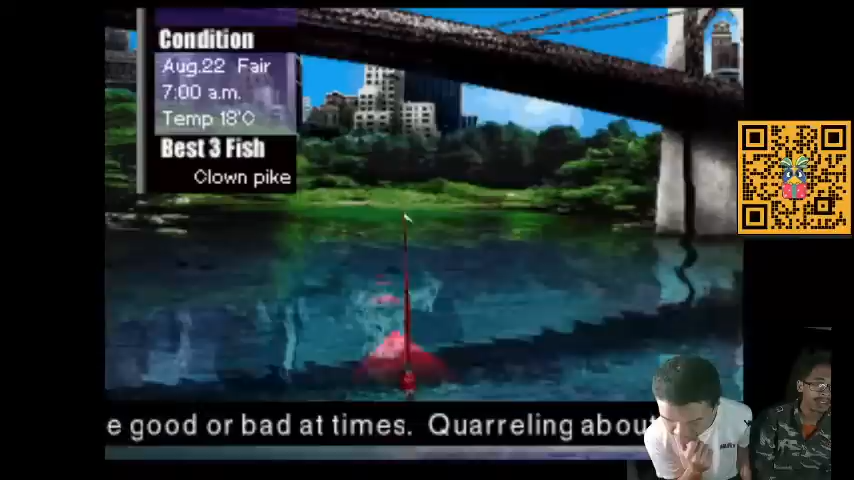 Condition
Aug.22 Fair
7:00 a.m.
Temp 18°C
Best 3 Fish
Clown pike
e good or bad at times. Quarreling about